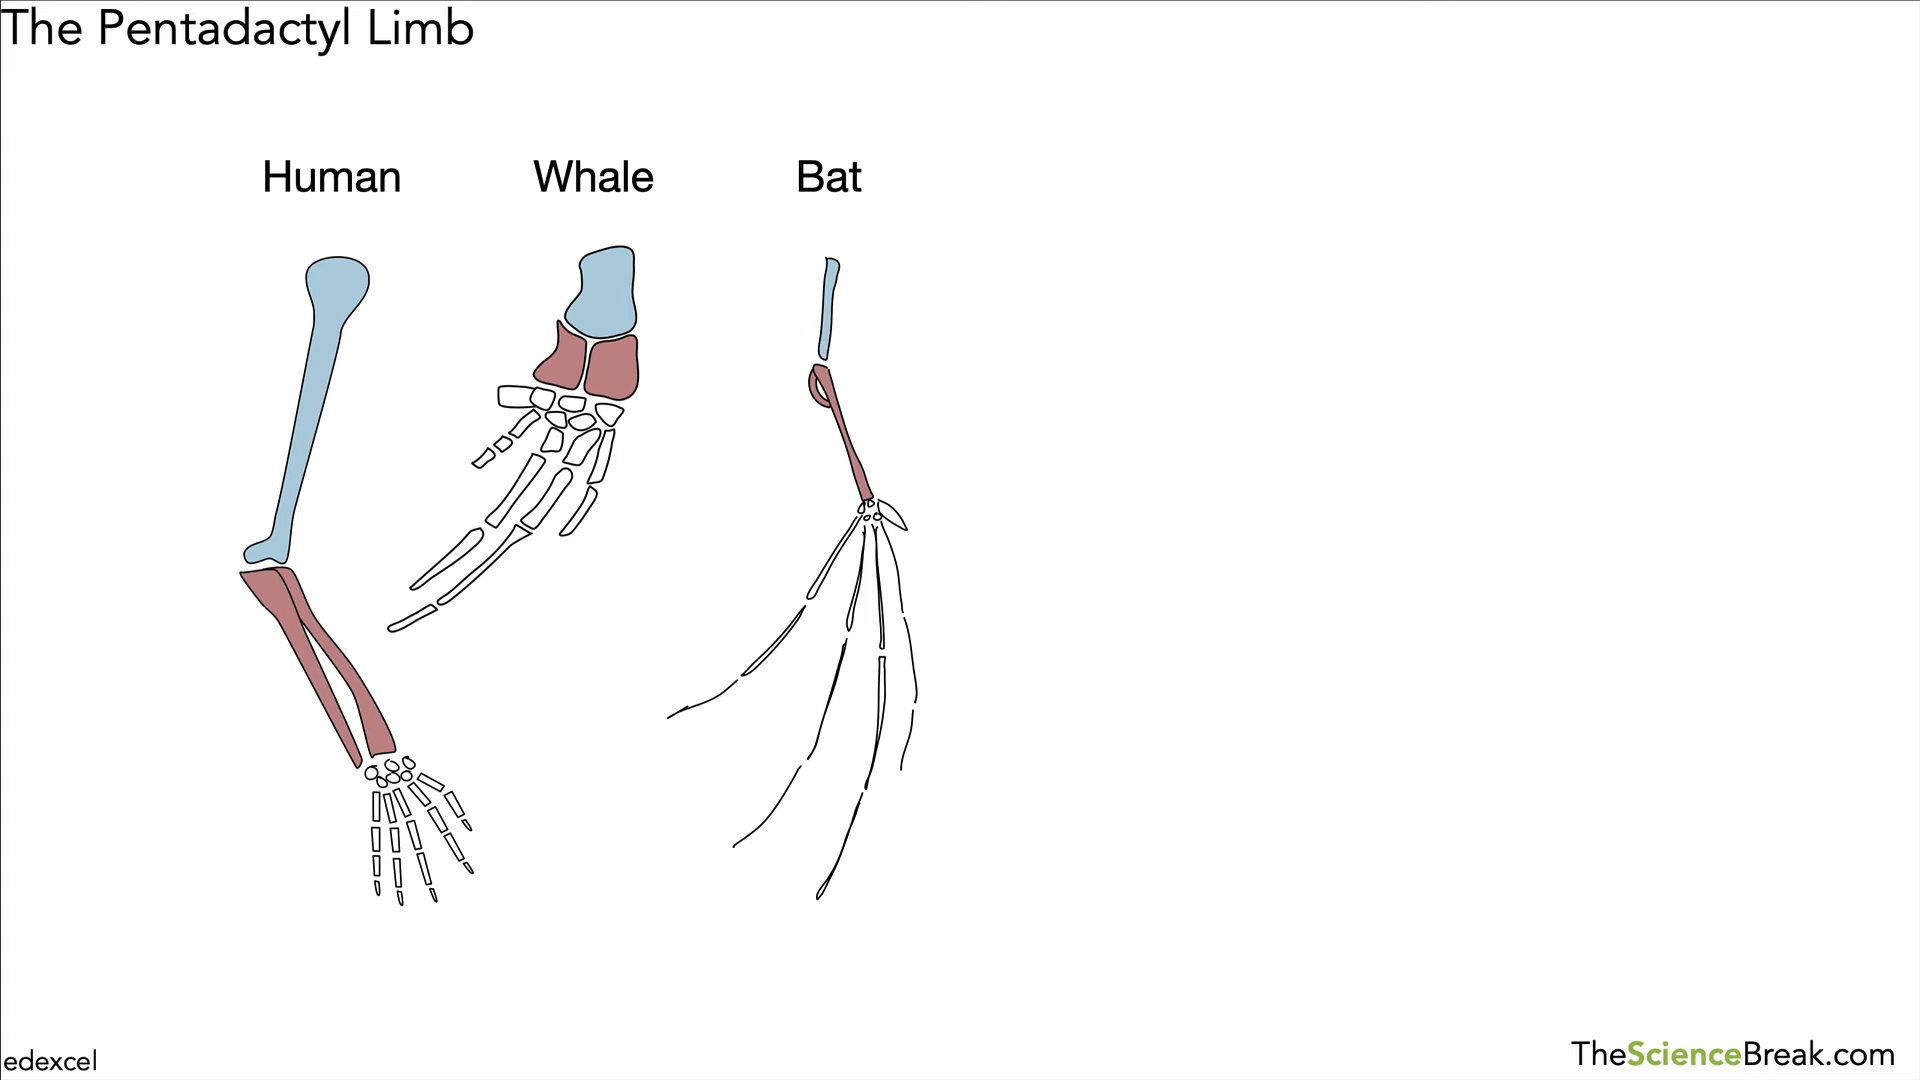 The Pentadactyl Limb
Human Whale Bat
edexcel
TheScienceBreak.com